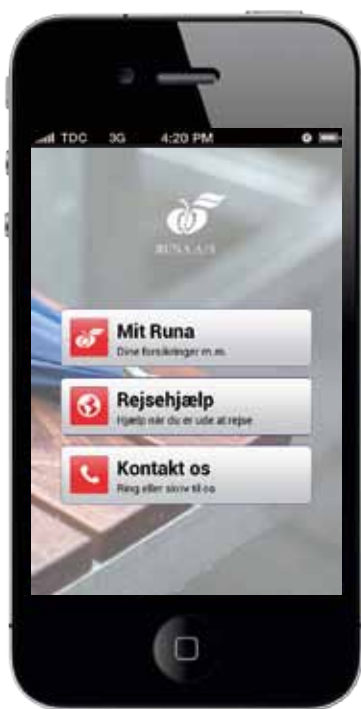 TDC 3G 4:20 PM
RUNA A/S
Mit Runa
Dine forsikringer m.m.
Rejsehjælp
Hjælp når du er ude at rejse
Kontakt os
Ring eller skriv til os